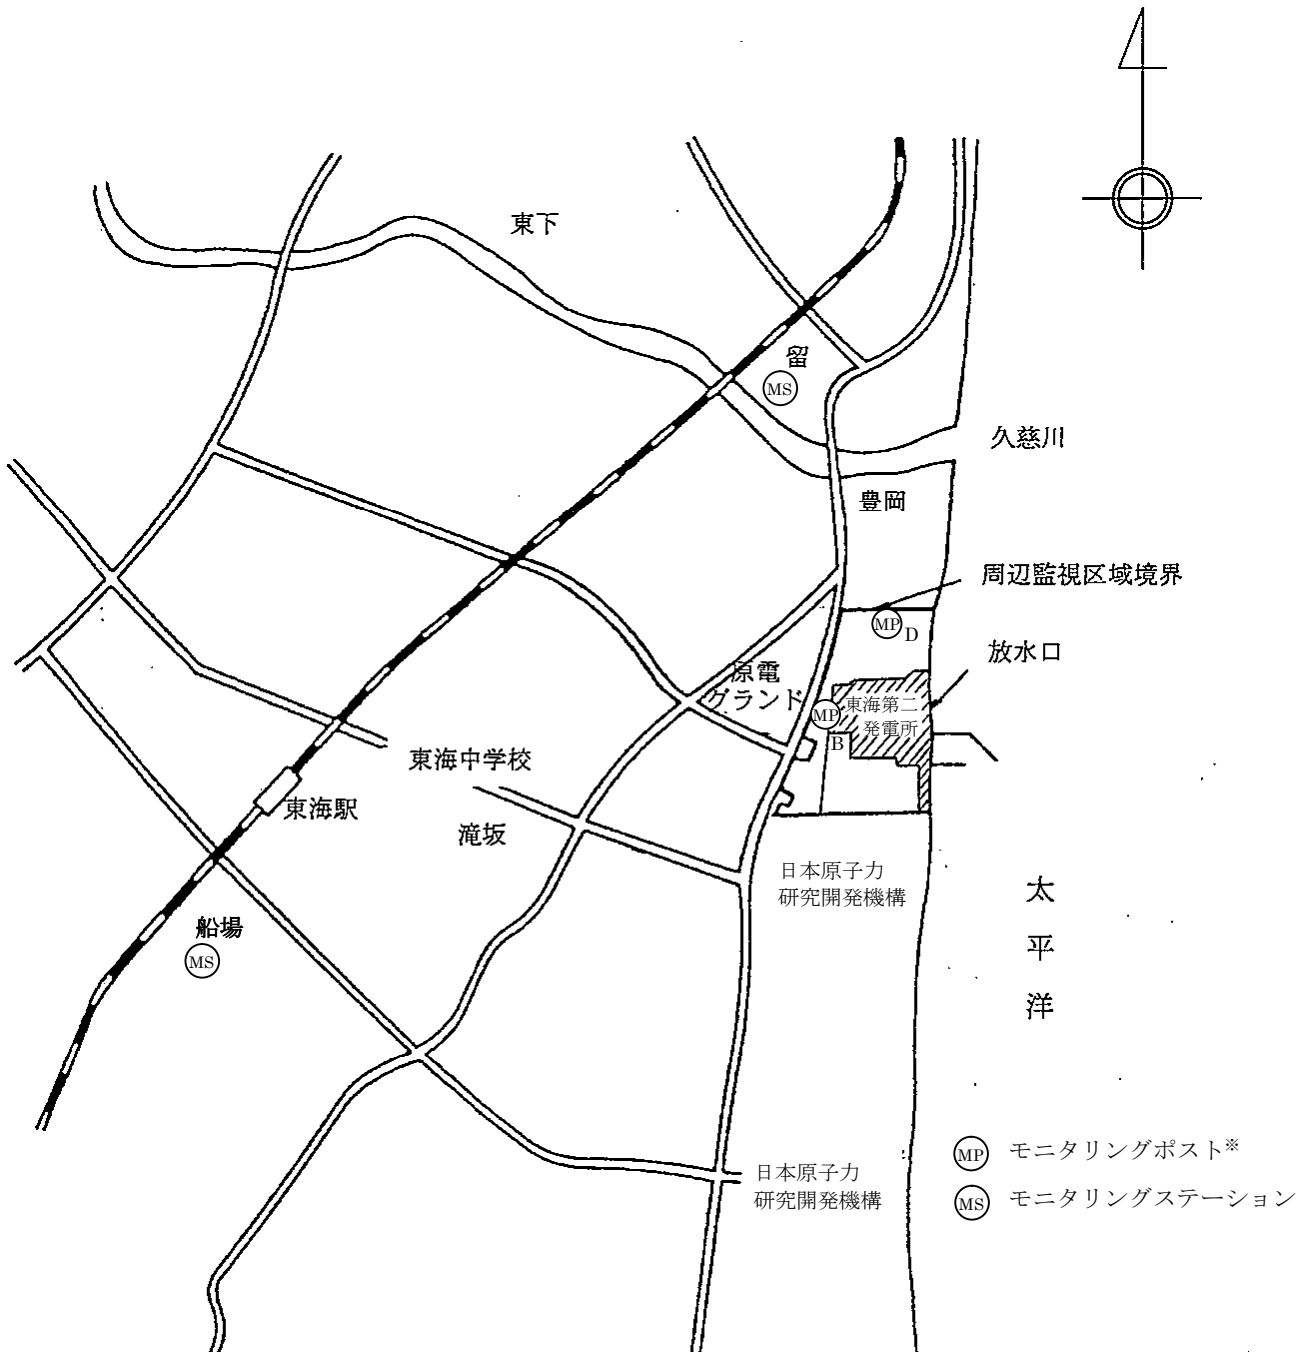 東下
留
MS
久慈川
豊岡
周辺監視区域境界
MP
D
放水口
原電
グランド
東海第二
発電所
MP
B
東海中学校
東海駅
滝坂
日本原子力
研究開発機構
太
平
洋
船場
MS
MP モニタリングポスト※
MS モニタリングステーション
日本原子力
研究開発機構